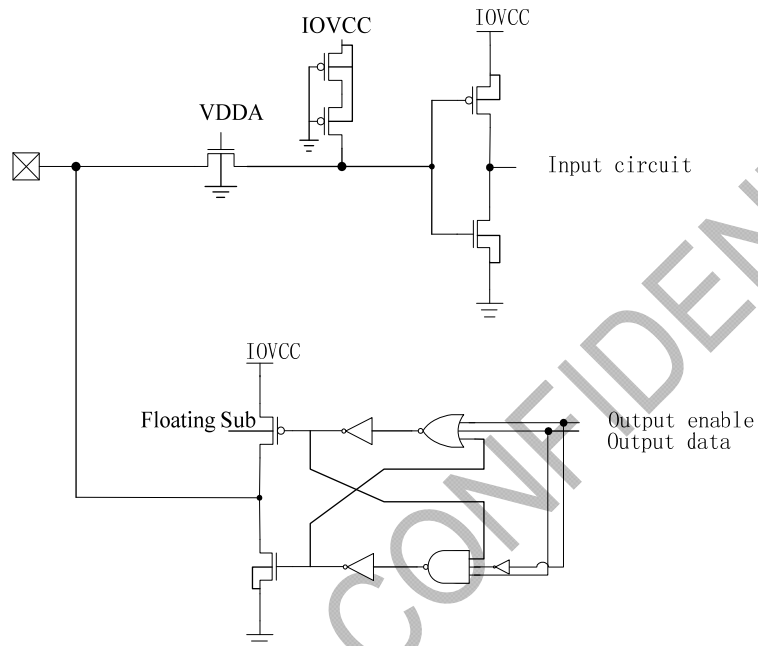 IOVCC
IOVCC
VDDA
Input circuit
IOVCC
Floating Sub
Output enable
Output data
CONFIDEN